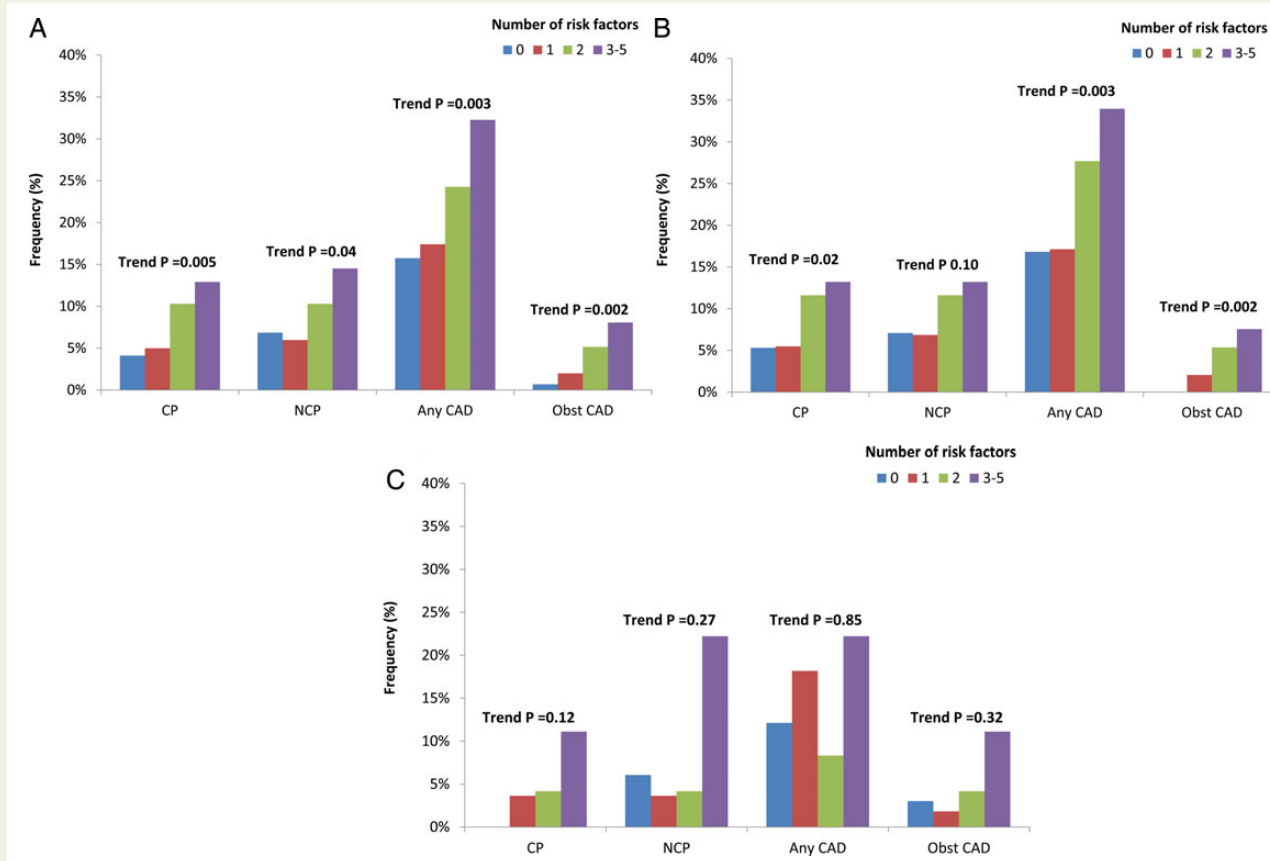 A
Number of risk factors
0 1 2 3-5
40%
35%
30%
25%
20%
15%
10%
5%
0%
Frequency (%)
Trend P =0.005
Trend P =0.04
Trend P =0.003
Trend P =0.002
CP NCP Any CAD Obst CAD
B
Number of risk factors
0 1 2 3-5
40%
35%
30%
25%
20%
15%
10%
5%
0%
Frequency (%)
Trend P =0.02
Trend P 0.10
Trend P =0.003
Trend P =0.002
CP NCP Any CAD Obst CAD
C
Number of risk factors
0 1 2 3-5
40%
35%
30%
25%
20%
15%
10%
5%
0%
Frequency (%)
Trend P =0.12
Trend P =0.27
Trend P =0.85
Trend P =0.32
CP NCP Any CAD Obst CAD